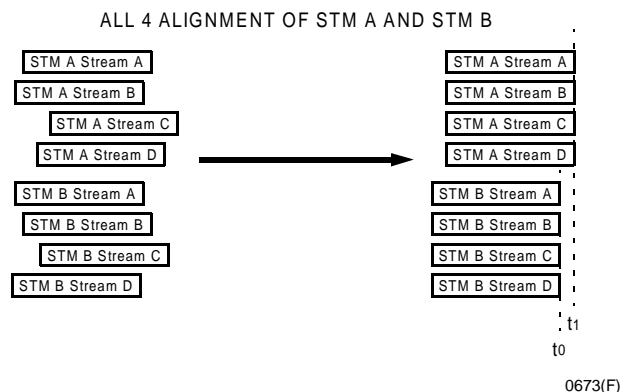 ALL 4 ALIGNMENT OF STM A AND STM B
STM A Stream A
STM A Stream B
STM A Stream C
STM A Stream D
STM B Stream A
STM B Stream B
STM B Stream C
STM B Stream D
STM A Stream A
STM A Stream B
STM A Stream C
STM A Stream D
STM B Stream A
STM B Stream B
STM B Stream C
STM B Stream D
t1
t0
0673(F)